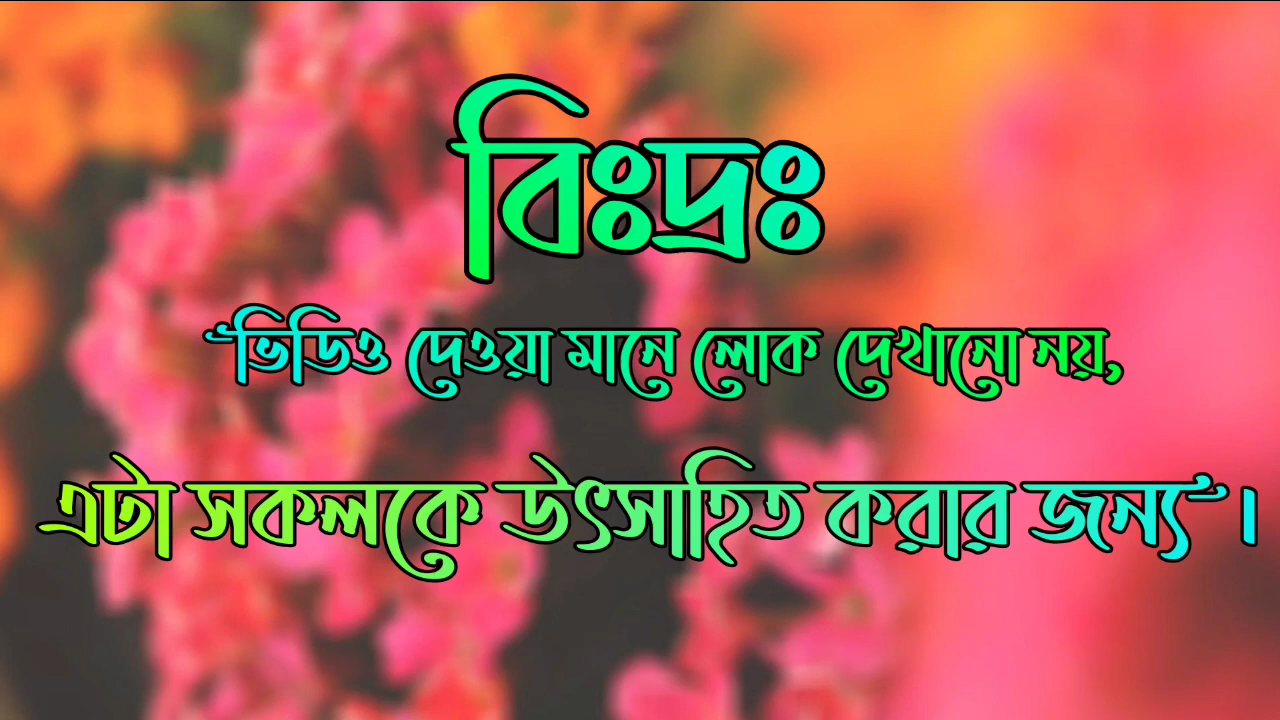 বিঃদ্রঃ
"ভিডিও দেওয়া মানে লোক দেখানো নয়,
এটা সকলকে উৎসাহিত করার জন্য"।